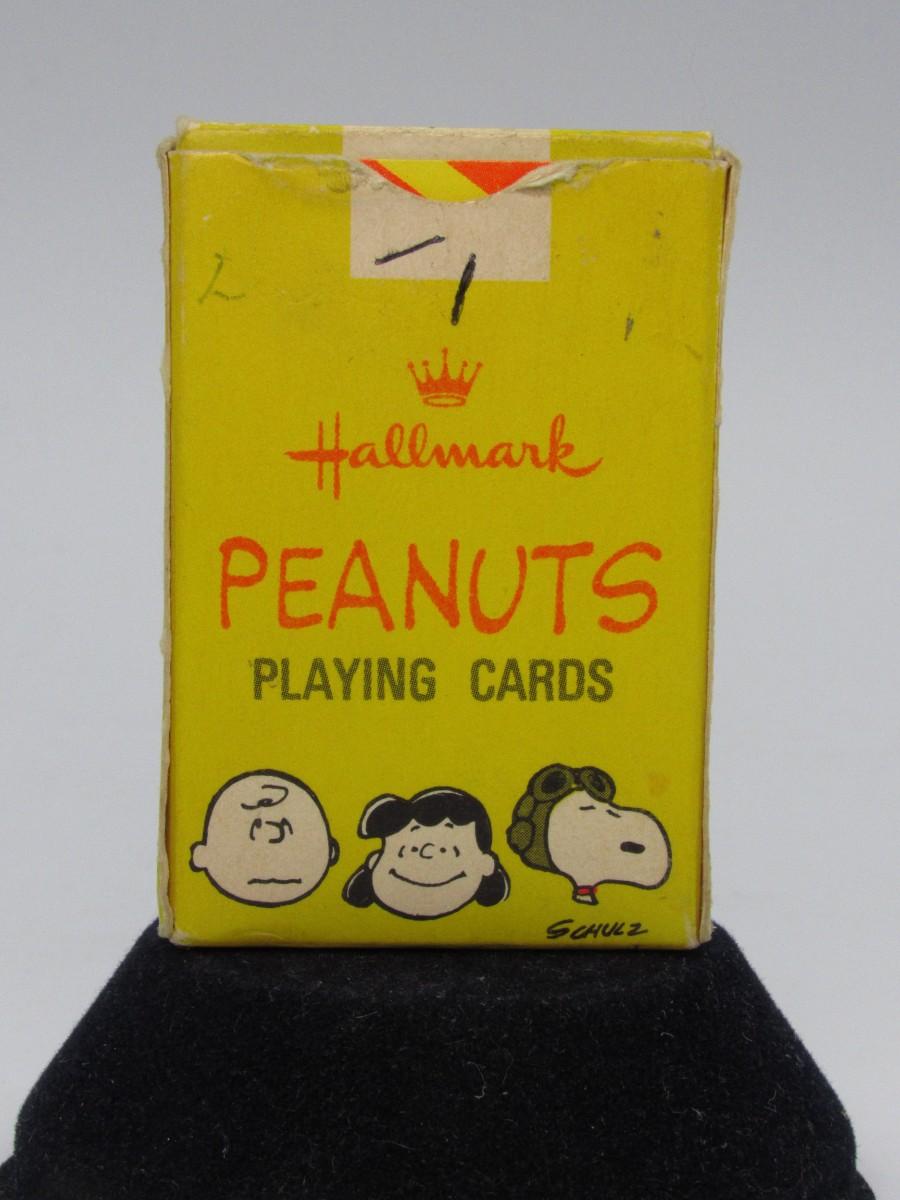 Hallmark
PEANUTS
PLAYING CARDS
SCHULZ